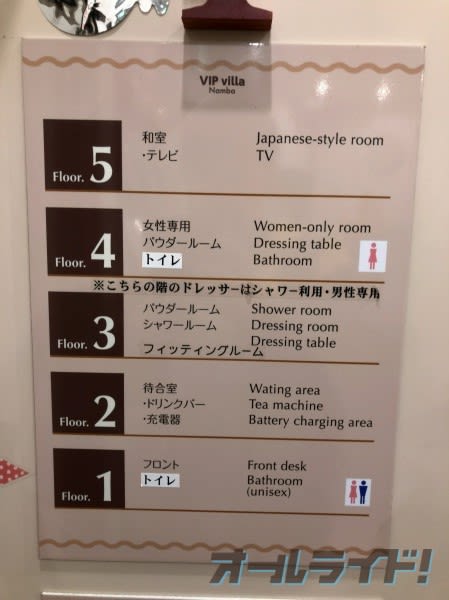 VIP villa
Namba
Floor. 5
和室 Japanese-style room
・テレビ TV
Floor. 4
女性専用 Women-only room
パウダールーム Dressing table
トイレ Bathroom
※こちらの階のドレッサーはシャワー利用・男性専用
Floor. 3
パウダールーム Shower room
シャワールーム Dressing room
Dressing table
フィッティングルーム
Floor. 2
待合室 Wating area
・ドリンクバー Tea machine
・充電器 Battery charging area
Floor. 1
フロント Front desk
トイレ Bathroom
(unisex)
オールライド!